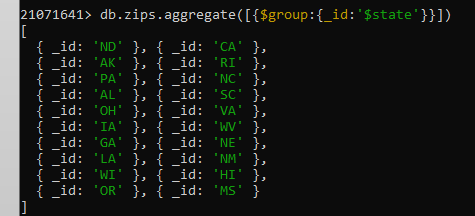 21071641> db.zips.aggregate([{$group:{_id:'$state'}}])
[
  { _id: 'ND' }, { _id: 'CA' },
  { _id: 'AK' }, { _id: 'RI' },
  { _id: 'PA' }, { _id: 'NC' },
  { _id: 'AL' }, { _id: 'SC' },
  { _id: 'OH' }, { _id: 'VA' },
  { _id: 'IA' }, { _id: 'WV' },
  { _id: 'GA' }, { _id: 'NE' },
  { _id: 'LA' }, { _id: 'NM' },
  { _id: 'WI' }, { _id: 'HI' },
  { _id: 'OR' }, { _id: 'MS' }
]